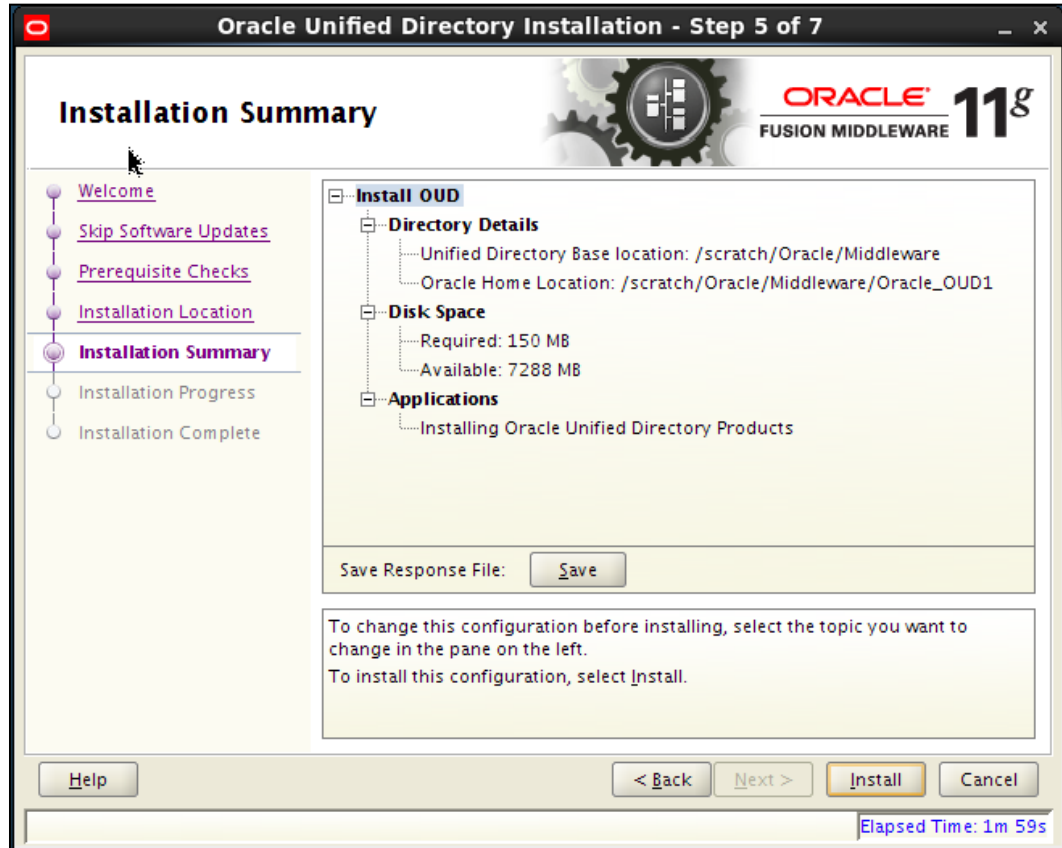 Oracle Unified Directory Installation - Step 5 of 7
Installation Summary
ORACLE
FUSION MIDDLEWARE
11g
Welcome
Skip Software Updates
Prerequisite Checks
Installation Location
Installation Summary
Installation Progress
Installation Complete
Install OUD
Directory Details
Unified Directory Base location: /scratch/Oracle/Middleware
Oracle Home Location: /scratch/Oracle/Middleware/Oracle_OUD1
Disk Space
Required: 150 MB
Available: 7288 MB
Applications
Installing Oracle Unified Directory Products
Save Response File: Save
To change this configuration before installing, select the topic you want to
change in the pane on the left.
To install this configuration, select Install.
Help < Back Next > Install Cancel
Elapsed Time: 1m 59s